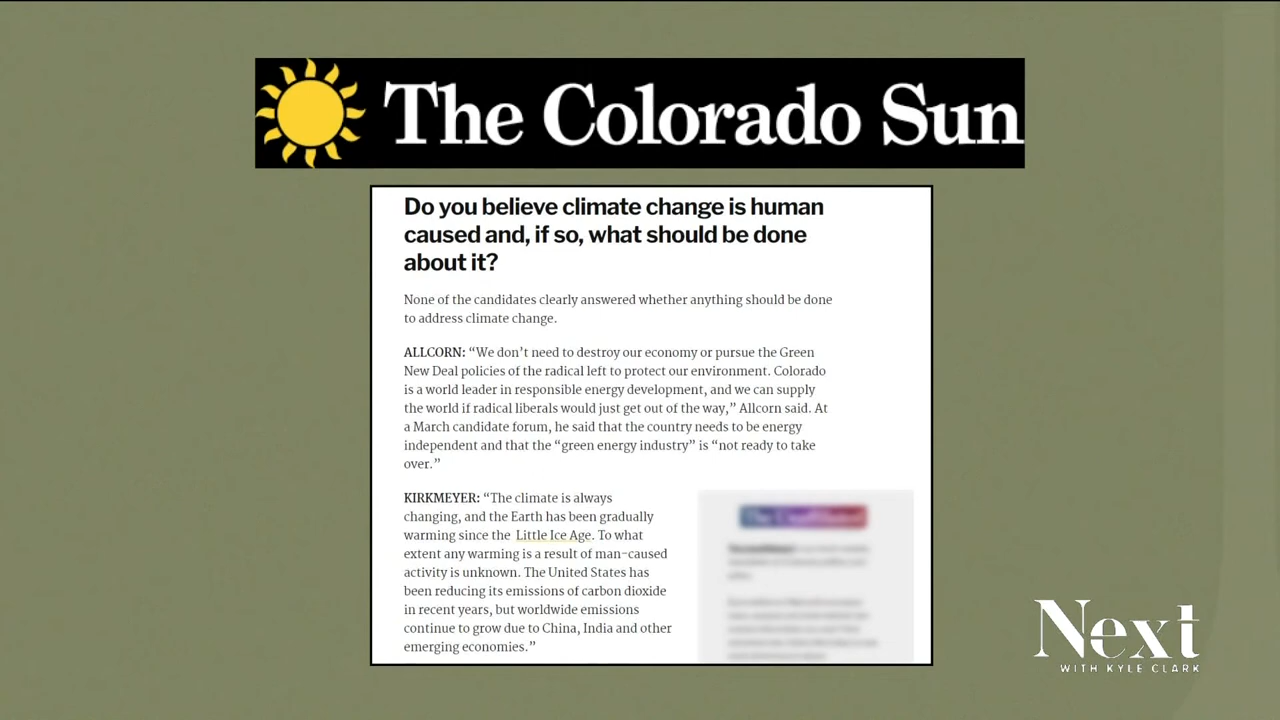 The Colorado Sun
Do you believe climate change is human
caused and, if so, what should be done
about it?
None of the candidates clearly answered whether anything should be done
to address climate change.
ALLCORN: “We don’t need to destroy our economy or pursue the Green
New Deal policies of the radical left to protect our environment. Colorado
is a world leader in responsible energy development, and we can supply
the world if radical liberals would just get out of the way,” Allcorn said. At
a March candidate forum, he said that the country needs to be energy
independent and that the “green energy industry” is “not ready to take
over.”
KIRKMEYER: “The climate is always
changing, and the Earth has been gradually
warming since the Little Ice Age. To what
extent any warming is a result of man-caused
activity is unknown. The United States has
been reducing its emissions of carbon dioxide
in recent years, but worldwide emissions
continue to grow due to China, India and other
emerging economies.”
Next
WITH KYLE CLARK